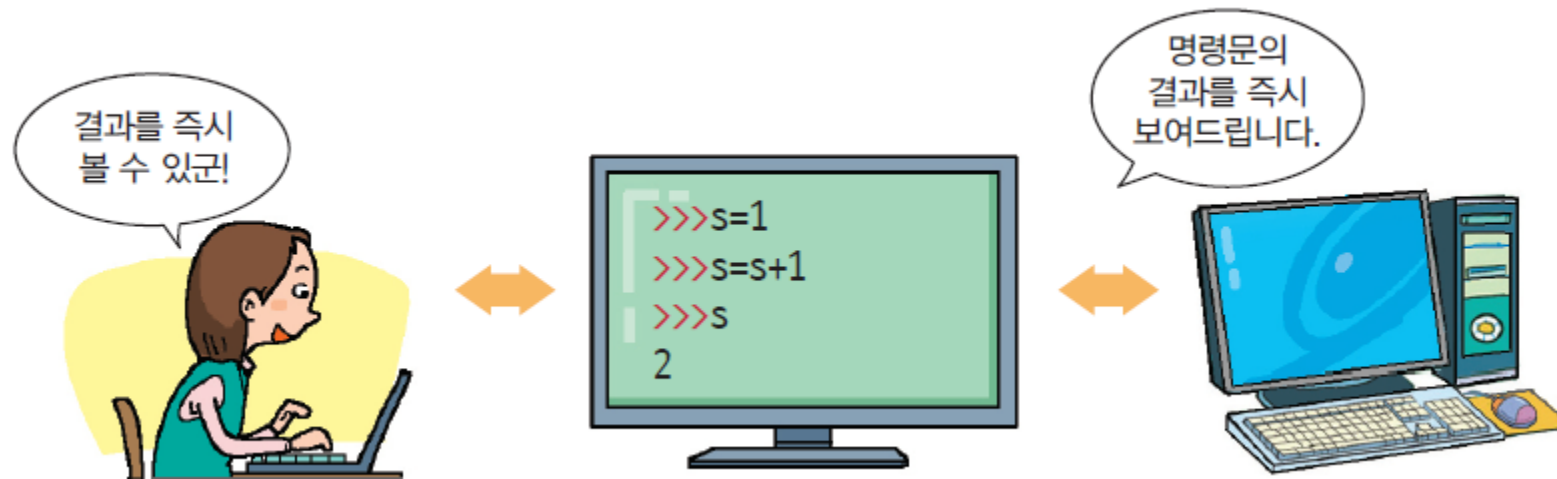 결과를 즉시
볼 수 있군!
>>>s=1
>>>s=s+1
>>>s
2
명령문의
결과를 즉시
보여드립니다.